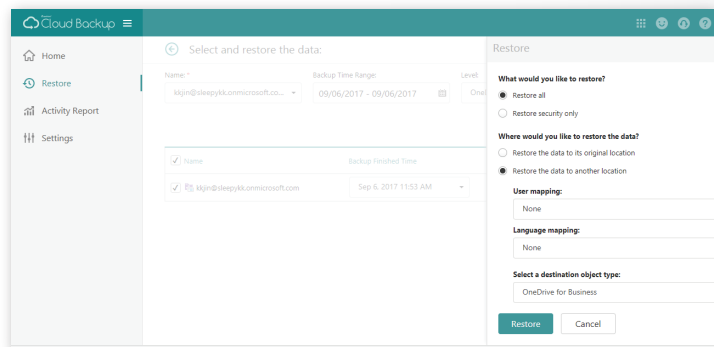 Cloud Backup
Home
Restore
Activity Report
Settings
Select and restore the data:
Name: *
Backup Time Range:
Level:
kkjin@sleepykk.onmicrosoft.co...
09/06/2017 - 09/06/2017
One
Name
Backup Finished Time
kkjin@sleepykk.onmicrosoft.com
Sep 6, 2017 11:53 AM
Restore
What would you like to restore?
Restore all
Restore security only
Where would you like to restore the data?
Restore the data to its original location
Restore the data to another location
User mapping:
None
Language mapping:
None
Select a destination object type:
OneDrive for Business
Restore
Cancel